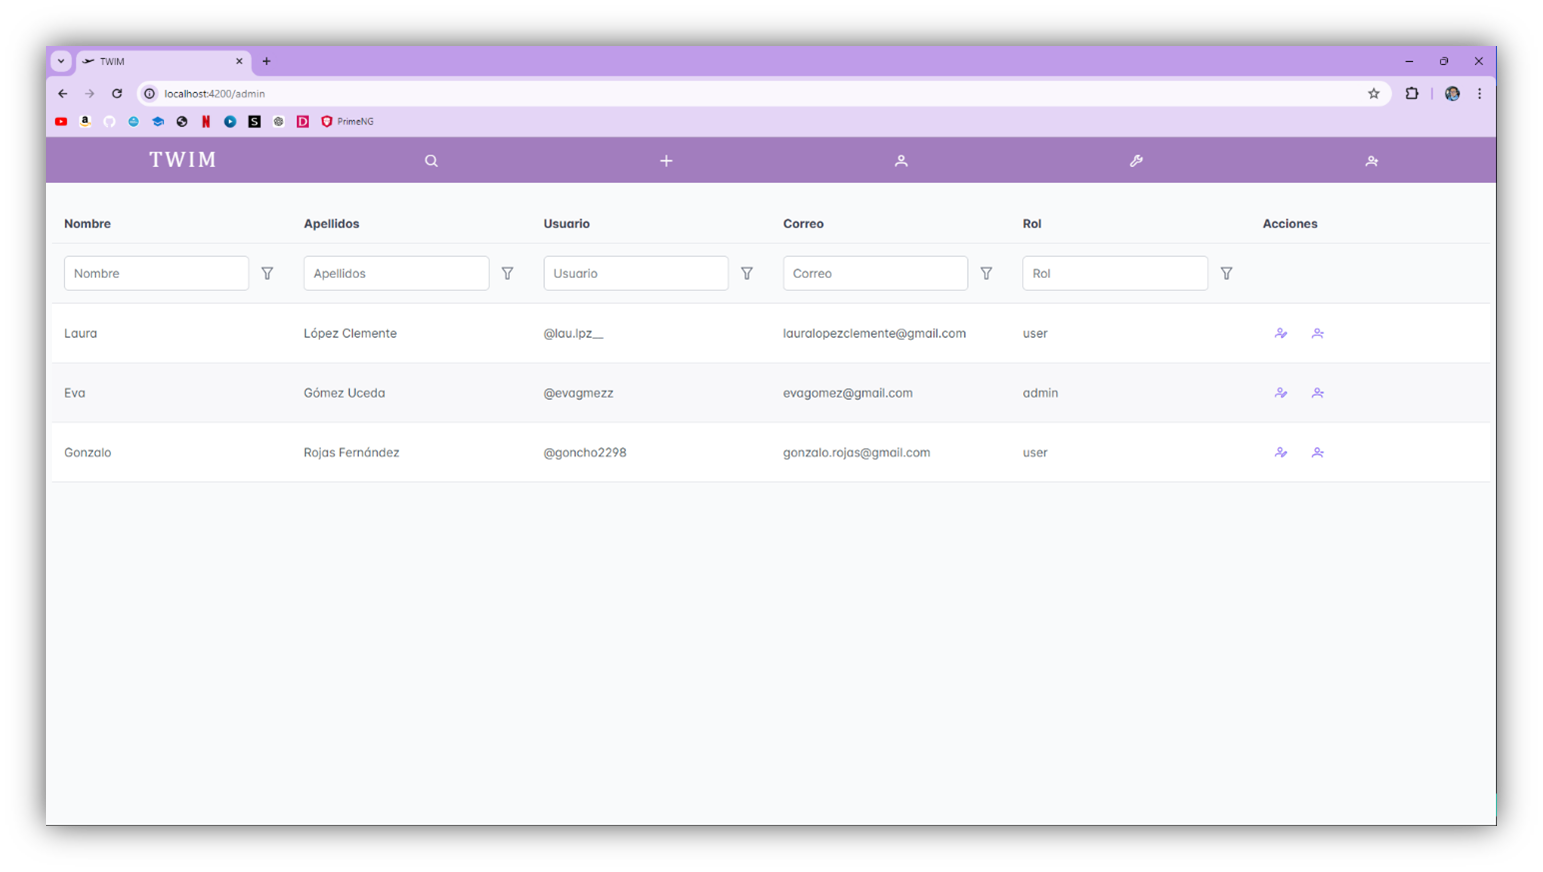 TWIM
localhost:4200/admin
PrimeNG
TWIM
Nombre Apellidos Usuario Correo Rol Acciones
Nombre Apellidos Usuario Correo Rol
Laura López Clemente @lau.lpz__ lauralopezclemente@gmail.com user
Eva Gómez Uceda @evagmezz evagomez@gmail.com admin
Gonzalo Rojas Fernández @goncho2298 gonzalo.rojas@gmail.com user